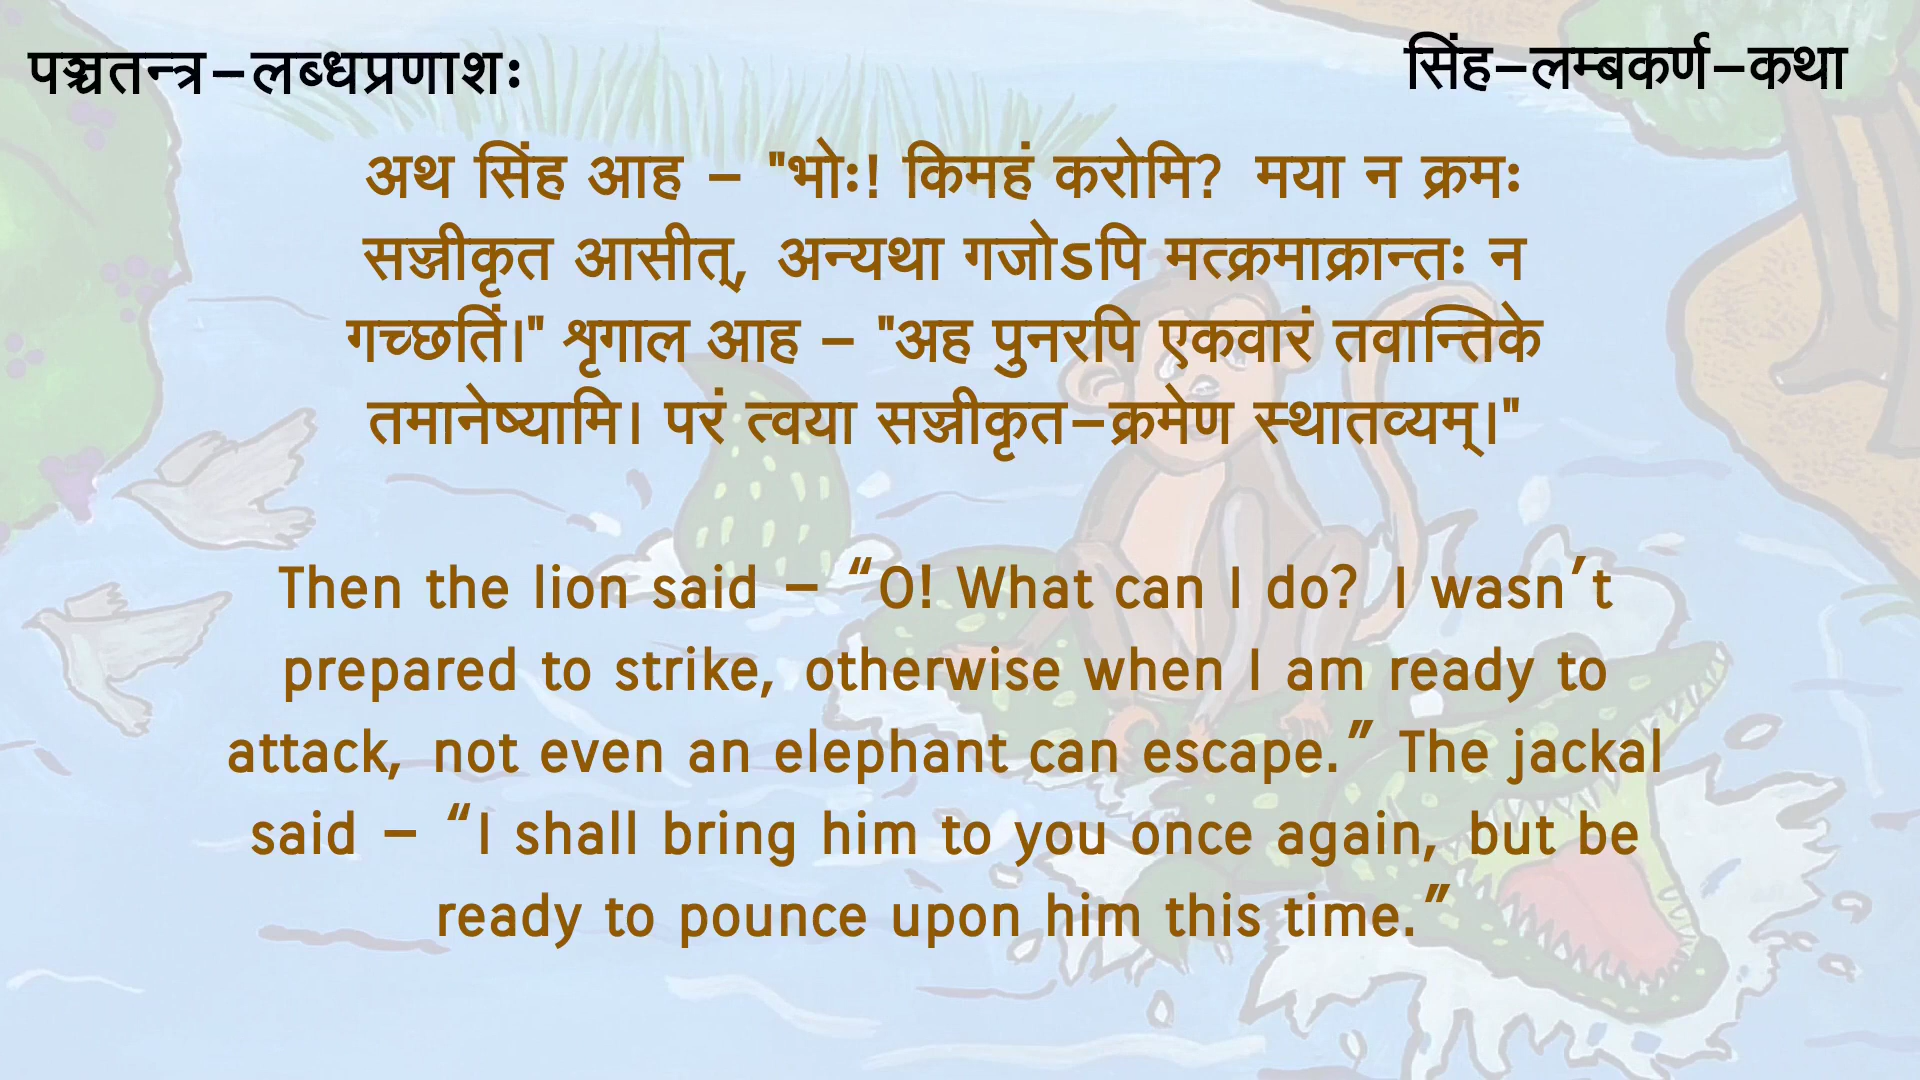 पञ्चतन्त्र–लब्धप्रणाशः
सिंह–लम्बकर्ण–कथा
अथ सिंह आह – "भोः! किमहं करोमि? मया न क्रमः
सज्जीकृत आसीत्, अन्यथा गजोऽपि मत्क्रमाक्रान्तः न
गच्छतिं।" शृगाल आह – "अह पुनरपि एकवारं तवान्तिके
तमानेष्यामि। परं त्वया सज्जीकृत–क्रमेण स्थातव्यम्।"
Then the lion said – “O! What can I do? I wasn’t
prepared to strike, otherwise when I am ready to
attack, not even an elephant can escape.” The jackal
said – “I shall bring him to you once again, but be
ready to pounce upon him this time.”